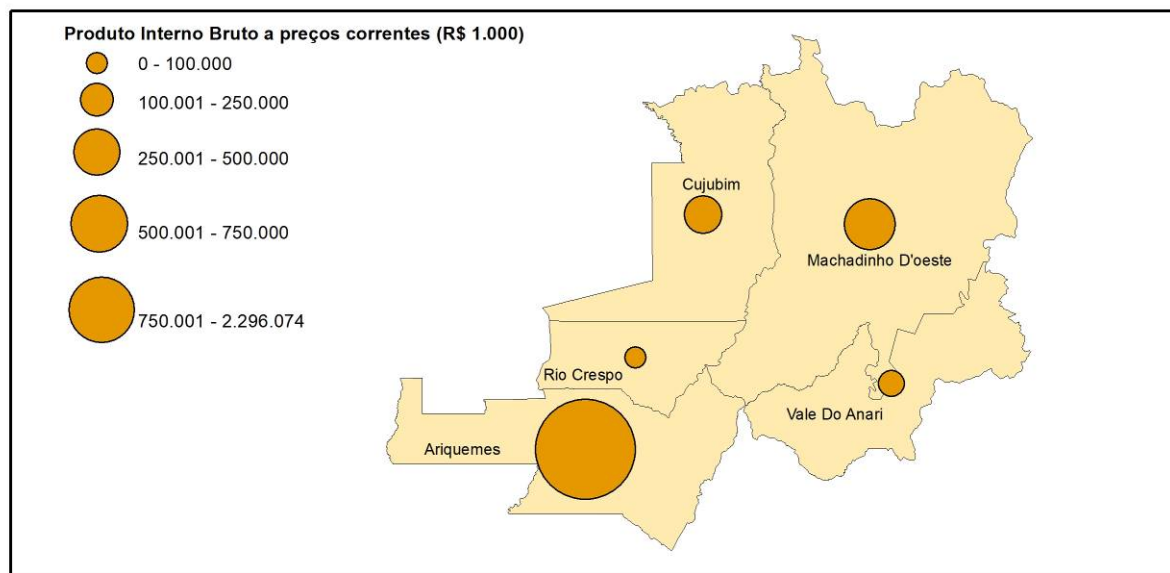 Produto Interno Bruto a preços correntes (R$ 1.000)
0 - 100.000
100.001 - 250.000
250.001 - 500.000
500.001 - 750.000
750.001 - 2.296.074
Cujubim
Machadinho D'oeste
Rio Crespo
Vale Do Anari
Ariquemes